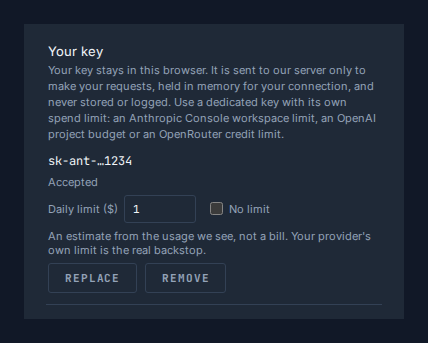 Your key
Your key stays in this browser. It is sent to our server only to
make your requests, held in memory for your connection, and
never stored or logged. Use a dedicated key with its own
spend limit: an Anthropic Console workspace limit, an OpenAI
project budget or an OpenRouter credit limit.
sk-ant-…1234
Accepted
Daily limit ($) 1 No limit
An estimate from the usage we see, not a bill. Your provider's
own limit is the real backstop.
REPLACE REMOVE